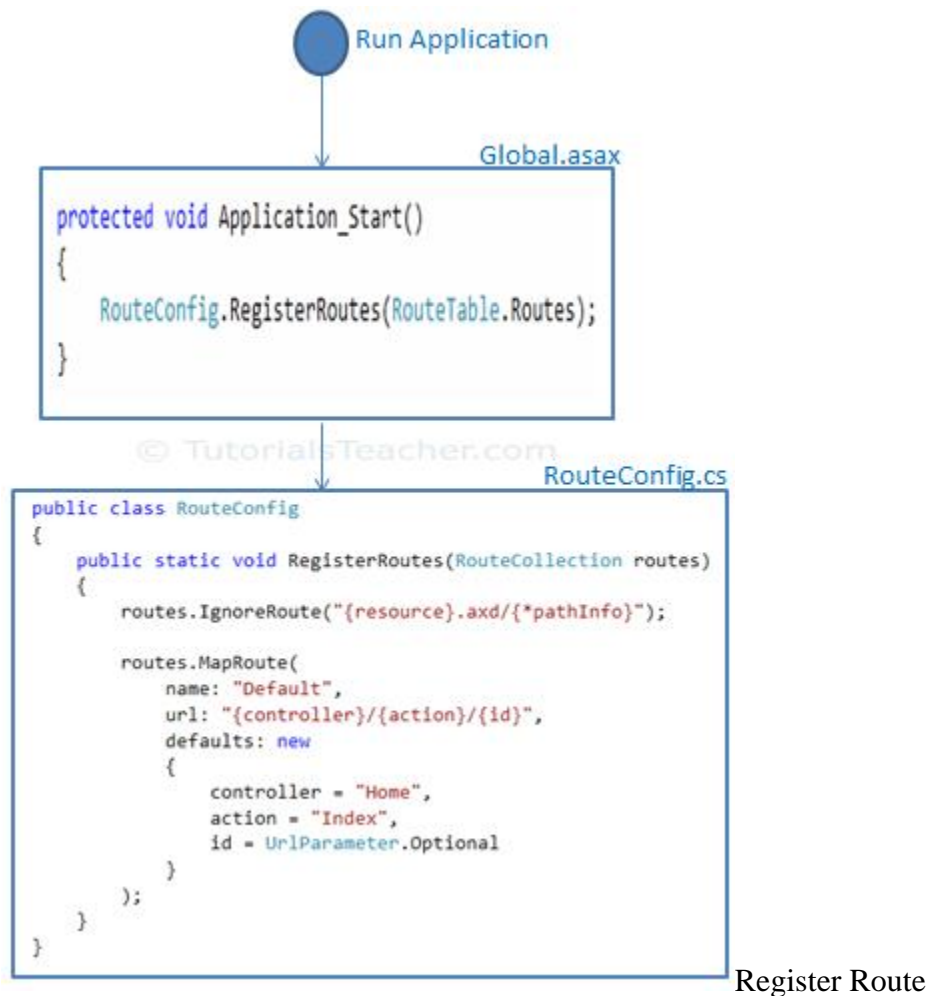 Run Application
Global.asax
protected void Application_Start()
{
RouteConfig.RegisterRoutes(RouteTable.Routes);
}
© TutorialsTeacher.com
RouteConfig.cs
public class RouteConfig
{
public static void RegisterRoutes(RouteCollection routes)
{
routes.IgnoreRoute("{resource}.axd/{*pathInfo}");
routes.MapRoute(
name: "Default",
url: "{controller}/{action}/{id}",
defaults: new
{
controller = "Home",
action = "Index",
id = UrlParameter.Optional
}
);
}
}
Register Route